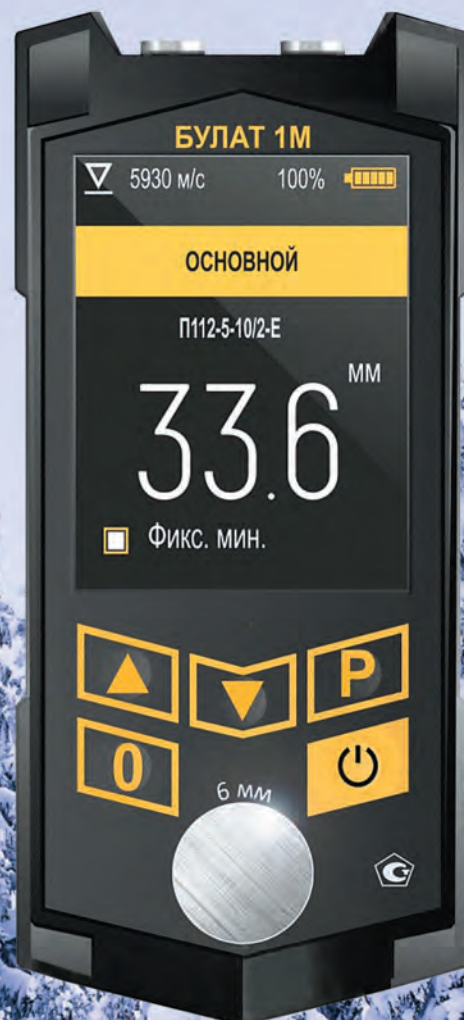 БУЛАТ 1М
5930 м/с 100%
ОСНОВНОЙ
П112-5-10/2-Е
33.6 ММ
Фикс. мин.
P
0
6 мм